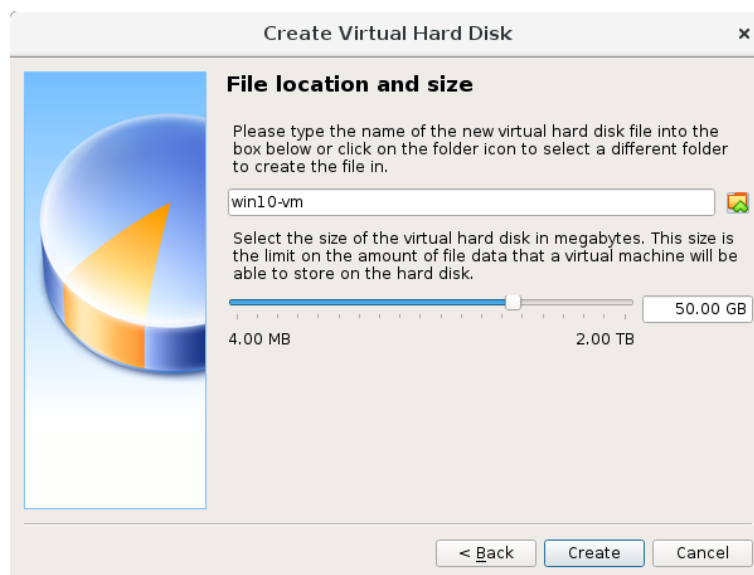 Create Virtual Hard Disk
File location and size
Please type the name of the new virtual hard disk file into the
box below or click on the folder icon to select a different folder
to create the file in.
win10-vm
Select the size of the virtual hard disk in megabytes. This size is
the limit on the amount of file data that a virtual machine will be
able to store on the hard disk.
50.00 GB
4.00 MB 2.00 TB
< Back Create Cancel